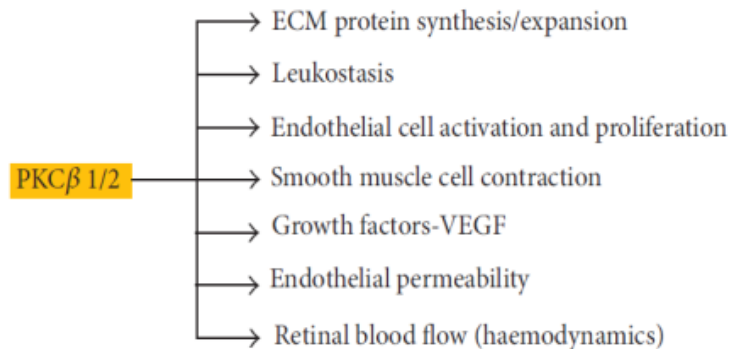 ECM protein synthesis/expansion
Leukostasis
Endothelial cell activation and proliferation
PKCβ 1/2
Smooth muscle cell contraction
Growth factors-VEGF
Endothelial permeability
Retinal blood flow (haemodynamics)